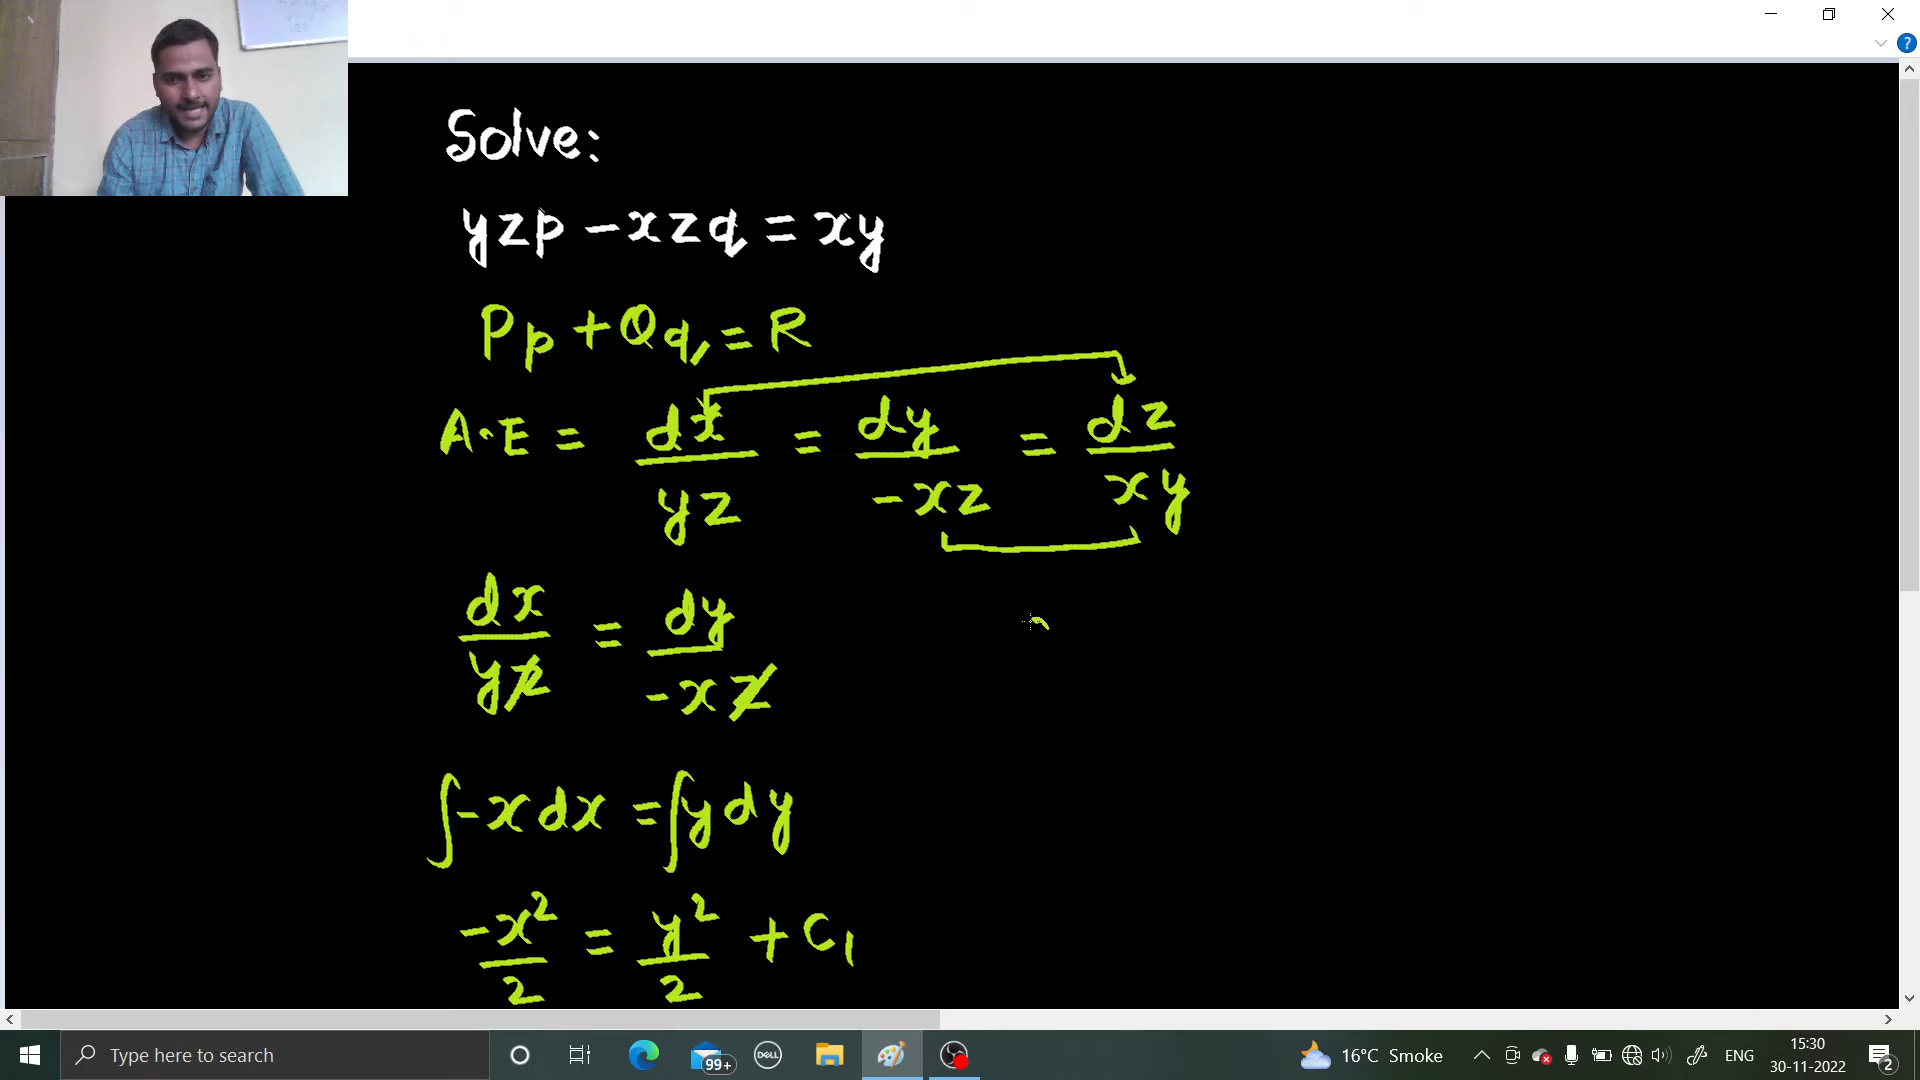 Solve:
yzp - xzq = xy
Pp + Qq = R
A.E = dx/yz = dy/-xz = dz/xy
dx/yz = dy/-xz
∫-x dx = ∫y dy
-x²/2 = y²/2 + C₁
Type here to search
99+
DELL
16°C Smoke
ENG
15:30
30-11-2022
2